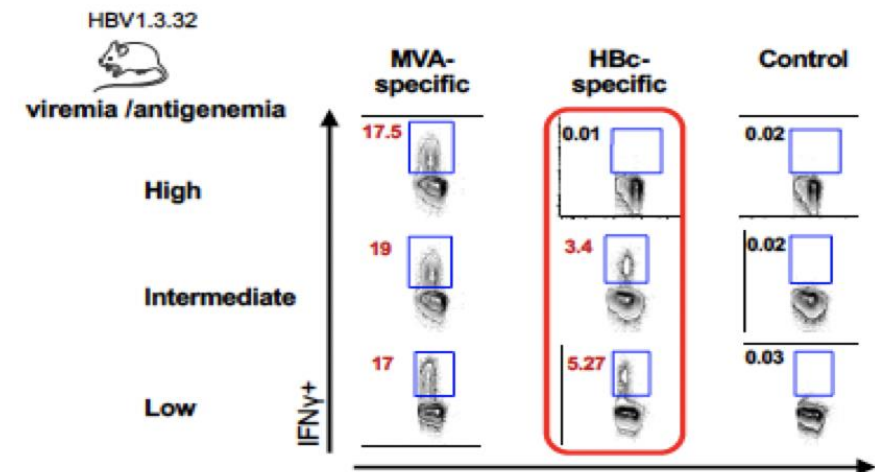 HBV1.3.32
viremia /antigenemia
MVA-
specific
HBc-
specific
Control
High
17.5
0.01
0.02
Intermediate
19
3.4
0.02
Low
17
5.27
0.03
IFNγ+